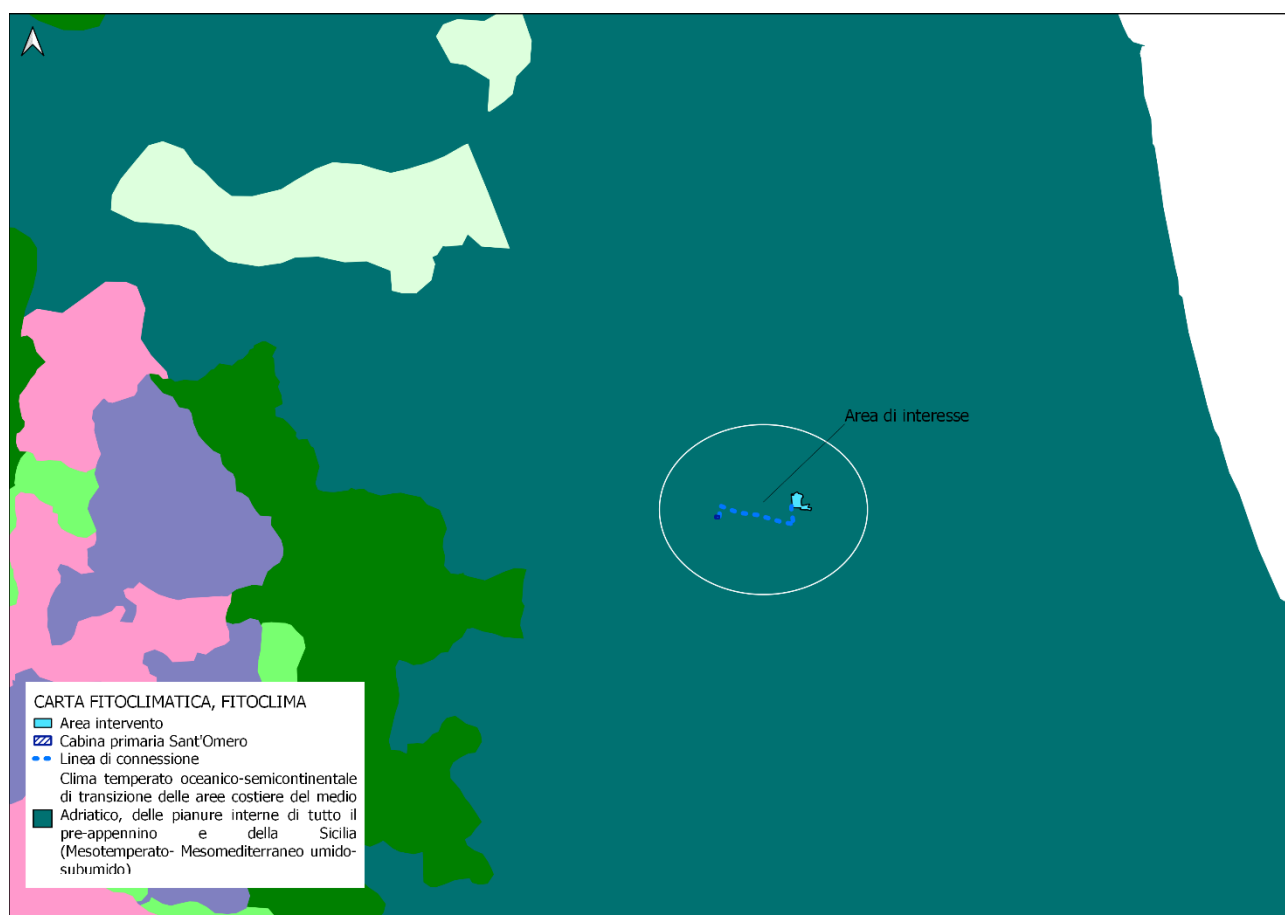 Area di interesse
CARTA FITOCLIMATICA, FITOCLIMA
Area intervento
Cabina primaria Sant'Omero
Linea di connessione
Clima temperato oceanico-semicontinentale
di transizione delle aree costiere del medio
Adriatico, delle pianure interne di tutto il
pre-appennino e della Sicilia
(Mesotemperato- Mesomediterraneo umido-
subumido)